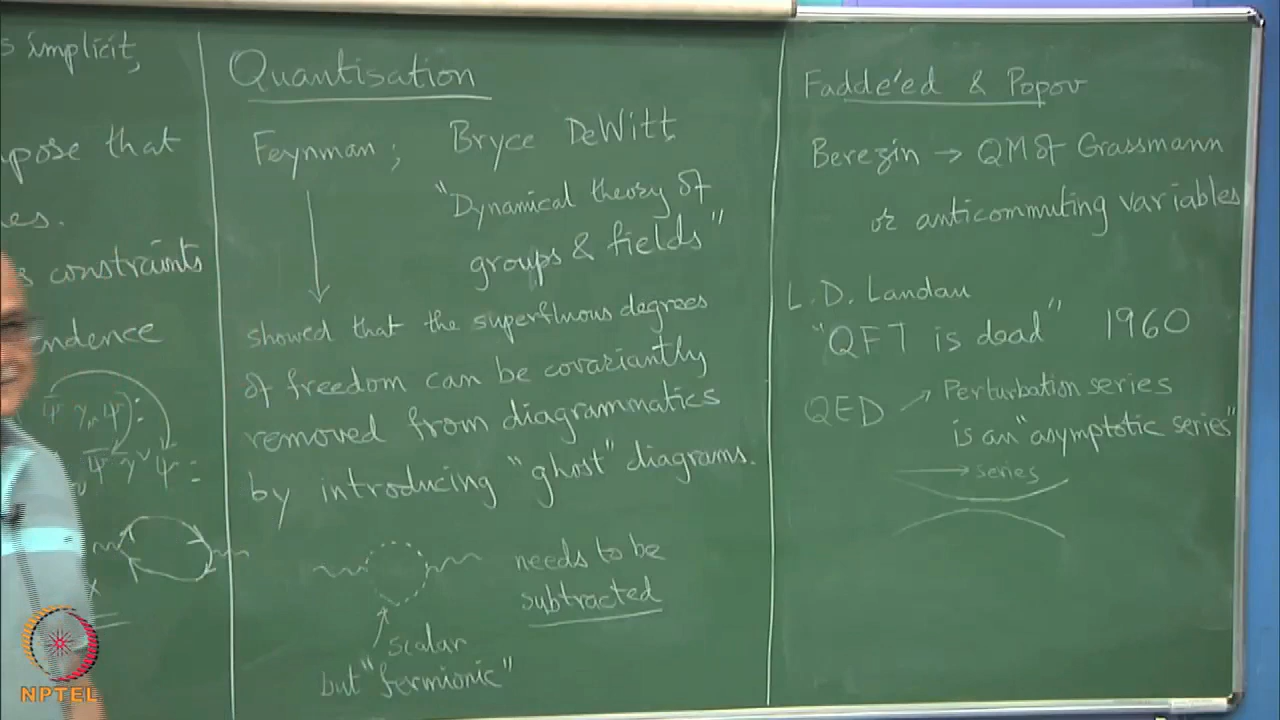 s implicit,
pose that
es.
s constraints
endence
Ψ̄ γμ Ψ :
Ψ̄ γν Ψ :
x
Quantisation
Feynman ; Bryce DeWitt
"Dynamical theory of
groups & fields"
showed that the superfluous degrees
of freedom can be covariantly
removed from diagrammatics
by introducing "ghost" diagrams.
needs to be
subtracted
scalar
but "fermionic"
Fadde'ed & Popov
Berezin → QM of Grassmann
or anticommuting variables
L. D. Landau
"QFT is dead" 1960
QED → Perturbation series
is an "asymptotic series"
→ series
NPTEL